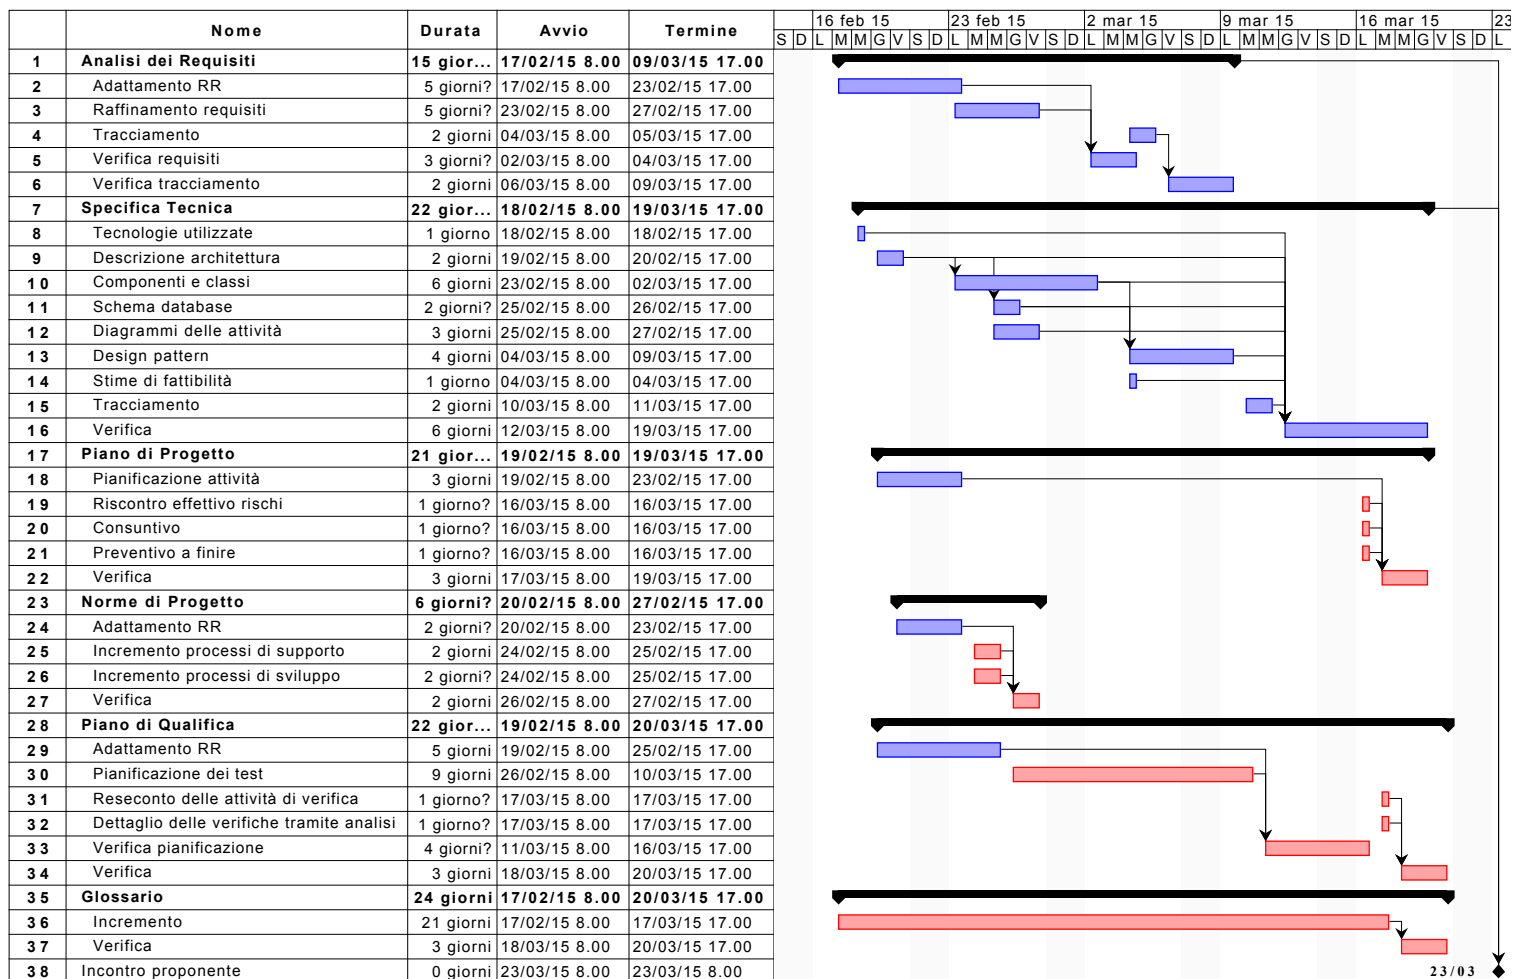 16 feb 15 23 feb 15 2 mar 15 9 mar 15 16 mar 15 23
Nome Durata Avvio Termine
S D L M M G V S D L M M G V S D L M M G V S D L M M G V S D L M M G V S D L
1 Analisi dei Requisiti 15 gior... 17/02/15 8.00 09/03/15 17.00
2 Adattamento RR 5 giorni? 17/02/15 8.00 23/02/15 17.00
3 Raffinamento requisiti 5 giorni? 23/02/15 8.00 27/02/15 17.00
4 Tracciamento 2 giorni 04/03/15 8.00 05/03/15 17.00
5 Verifica requisiti 3 giorni? 02/03/15 8.00 04/03/15 17.00
6 Verifica tracciamento 2 giorni 06/03/15 8.00 09/03/15 17.00
7 Specifica Tecnica 22 gior... 18/02/15 8.00 19/03/15 17.00
8 Tecnologie utilizzate 1 giorno 18/02/15 8.00 18/02/15 17.00
9 Descrizione architettura 2 giorni 19/02/15 8.00 20/02/15 17.00
10 Componenti e classi 6 giorni 23/02/15 8.00 02/03/15 17.00
11 Schema database 2 giorni? 25/02/15 8.00 26/02/15 17.00
12 Diagrammi delle attività 3 giorni 25/02/15 8.00 27/02/15 17.00
13 Design pattern 4 giorni 04/03/15 8.00 09/03/15 17.00
14 Stime di fattibilità 1 giorno 04/03/15 8.00 04/03/15 17.00
15 Tracciamento 2 giorni 10/03/15 8.00 11/03/15 17.00
16 Verifica 6 giorni 12/03/15 8.00 19/03/15 17.00
17 Piano di Progetto 21 gior... 19/02/15 8.00 19/03/15 17.00
18 Pianificazione attività 3 giorni 19/02/15 8.00 23/02/15 17.00
19 Riscontro effettivo rischi 1 giorno? 16/03/15 8.00 16/03/15 17.00
20 Consuntivo 1 giorno? 16/03/15 8.00 16/03/15 17.00
21 Preventivo a finire 1 giorno? 16/03/15 8.00 16/03/15 17.00
22 Verifica 3 giorni 17/03/15 8.00 19/03/15 17.00
23 Norme di Progetto 6 giorni? 20/02/15 8.00 27/02/15 17.00
24 Adattamento RR 2 giorni? 20/02/15 8.00 23/02/15 17.00
25 Incremento processi di supporto 2 giorni 24/02/15 8.00 25/02/15 17.00
26 Incremento processi di sviluppo 2 giorni? 24/02/15 8.00 25/02/15 17.00
27 Verifica 2 giorni 26/02/15 8.00 27/02/15 17.00
28 Piano di Qualifica 22 gior... 19/02/15 8.00 20/03/15 17.00
29 Adattamento RR 5 giorni 19/02/15 8.00 25/02/15 17.00
30 Pianificazione dei test 9 giorni 26/02/15 8.00 10/03/15 17.00
31 Reseconto delle attività di verifica 1 giorno? 17/03/15 8.00 17/03/15 17.00
32 Dettaglio delle verifiche tramite analisi 1 giorno? 17/03/15 8.00 17/03/15 17.00
33 Verifica pianificazione 4 giorni? 11/03/15 8.00 16/03/15 17.00
34 Verifica 3 giorni 18/03/15 8.00 20/03/15 17.00
35 Glossario 24 giorni 17/02/15 8.00 20/03/15 17.00
36 Incremento 21 giorni 17/02/15 8.00 17/03/15 17.00
37 Verifica 3 giorni 18/03/15 8.00 20/03/15 17.00
38 Incontro proponente 0 giorni 23/03/15 8.00 23/03/15 8.00 23/03